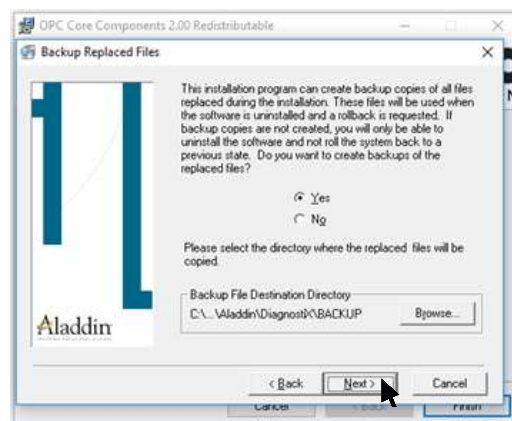 OPC Core Components 2.00 Redistributable
Backup Replaced Files
This installation program can create backup copies of all files
replaced during the installation. These files will be used when
the software is uninstalled and a rollback is requested. If
backup copies are not created, you will only be able to
uninstall the software and not roll the system back to a
previous state. Do you want to create backups of the
replaced files?
Yes
No
Please select the directory where the replaced files will be
copied.
Backup File Destination Directory
C:\...\Aladdin\DiagnostiX\BACKUP
Browse...
Aladdin
< Back
Next >
Cancel
Cancel
< Back
Finish